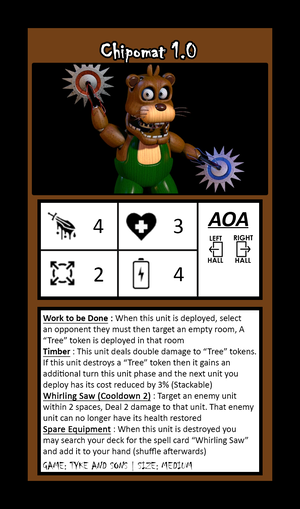 Chipomat 1.0
4
3
AOA
LEFT HALL
RIGHT HALL
2
4
Work to be Done : When this unit is deployed, select
an opponent they must then target an empty room, A
"Tree" token is deployed in that room
Timber : This unit deals double damage to "Tree" tokens.
If this unit destroys a "Tree" token then it gains an
additional turn this unit phase and the next unit you
deploy has its cost reduced by 3% (Stackable)
Whirling Saw (Cooldown 2) : Target an enemy
unit within 2 spaces, Deal 2 damage to that unit. That enemy
unit can no longer have its health restored
Spare Equipment : When this unit is destroyed you
may search your deck for the spell card "Whirling Saw"
and add it to your hand (shuffle afterwards)
GAME: TYKE AND SONS | SIZE: MEDIUM